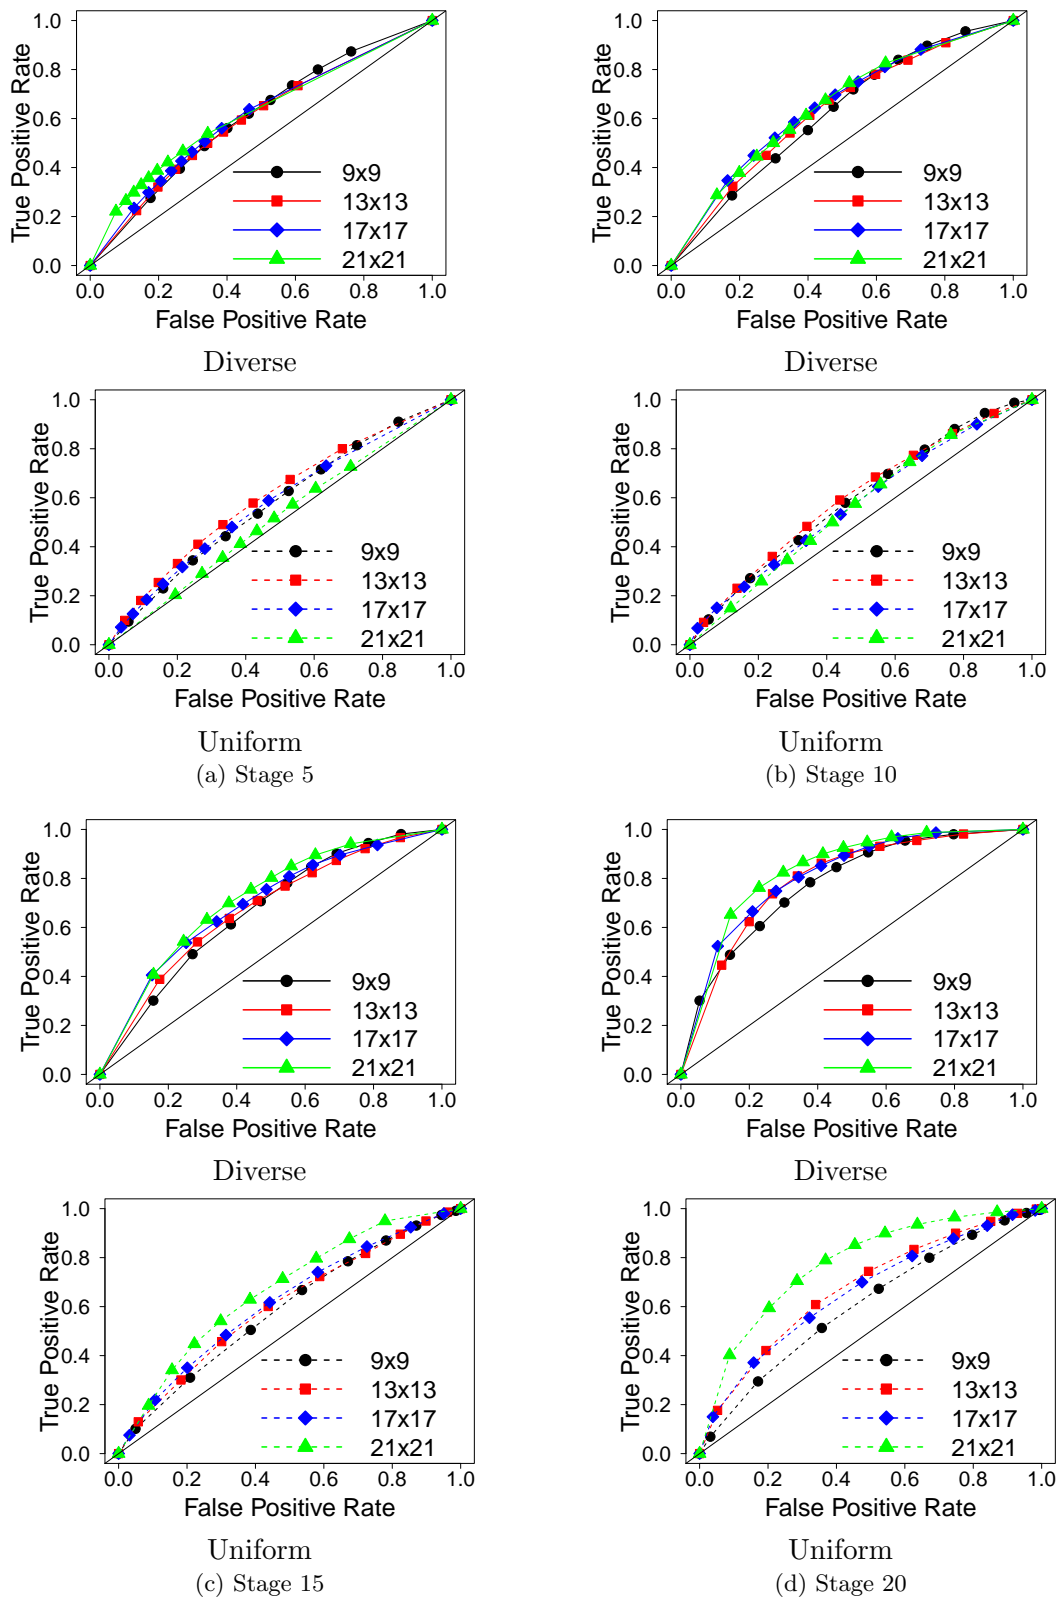 True Positive Rate
1.0
0.8
0.6
0.4
0.2
0.0
9x9
13x13
17x17
21x21
0.0 0.2 0.4 0.6 0.8 1.0
False Positive Rate
Diverse
True Positive Rate
1.0
0.8
0.6
0.4
0.2
0.0
9x9
13x13
17x17
21x21
0.0 0.2 0.4 0.6 0.8 1.0
False Positive Rate
Diverse
True Positive Rate
1.0
0.8
0.6
0.4
0.2
0.0
9x9
13x13
17x17
21x21
0.0 0.2 0.4 0.6 0.8 1.0
False Positive Rate
Uniform
(a) Stage 5
True Positive Rate
1.0
0.8
0.6
0.4
0.2
0.0
9x9
13x13
17x17
21x21
0.0 0.2 0.4 0.6 0.8 1.0
False Positive Rate
Uniform
(b) Stage 10
True Positive Rate
1.0
0.8
0.6
0.4
0.2
0.0
9x9
13x13
17x17
21x21
0.0 0.2 0.4 0.6 0.8 1.0
False Positive Rate
Diverse
True Positive Rate
1.0
0.8
0.6
0.4
0.2
0.0
9x9
13x13
17x17
21x21
0.0 0.2 0.4 0.6 0.8 1.0
False Positive Rate
Diverse
True Positive Rate
1.0
0.8
0.6
0.4
0.2
0.0
9x9
13x13
17x17
21x21
0.0 0.2 0.4 0.6 0.8 1.0
False Positive Rate
Uniform
(c) Stage 15
True Positive Rate
1.0
0.8
0.6
0.4
0.2
0.0
9x9
13x13
17x17
21x21
0.0 0.2 0.4 0.6 0.8 1.0
False Positive Rate
Uniform
(d) Stage 20